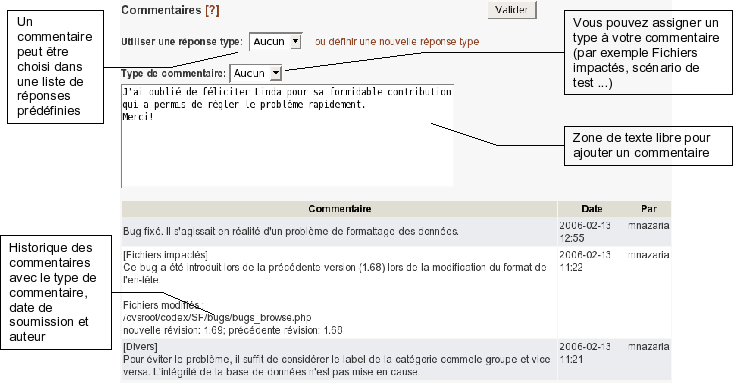 Commentaires [?]
Valider
Un
commentaire
peut être
choisi dans
une liste de
réponses
prédéfinies
Utiliser une réponse type: Aucun ou définir une nouvelle réponse type
Vous pouvez assigner un
type à votre commentaire
(par exemple Fichiers
impactés, scénario de
test ...)
Type de commentaire: Aucun
J'ai oublié de féliciter Linda pour sa formidable contribution
qui a permis de régler le problème rapidement.
Merci!
Zone de texte libre pour
ajouter un commentaire
Commentaire Date Par
Bug fixé. Il s'agissait en réalité d'un problème de formattage des données. 2006-02-13 mnazaria
12:55
Historique des
commentaires
avec le type de
commentaire,
date de
soumission et
auteur
[Fichiers impactés] 2006-02-13 mnazaria
Ce bug a été introduit lors de la précédente version (1.68) lors de la modification du format de 11:22
l'en-tête.
Fichiers modifiés :
/cvsroot/codex/SF/bugs/bugs_browse.php
nouvelle révision: 1.69; précédente révision: 1.68
[Divers] 2006-02-13 mnazaria
Pour éviter le problème, il suffit de considérer le label de la catégorie comme le groupe et vice 11:21
versa. L'intégrité de la base de données n'est pas mise en cause.